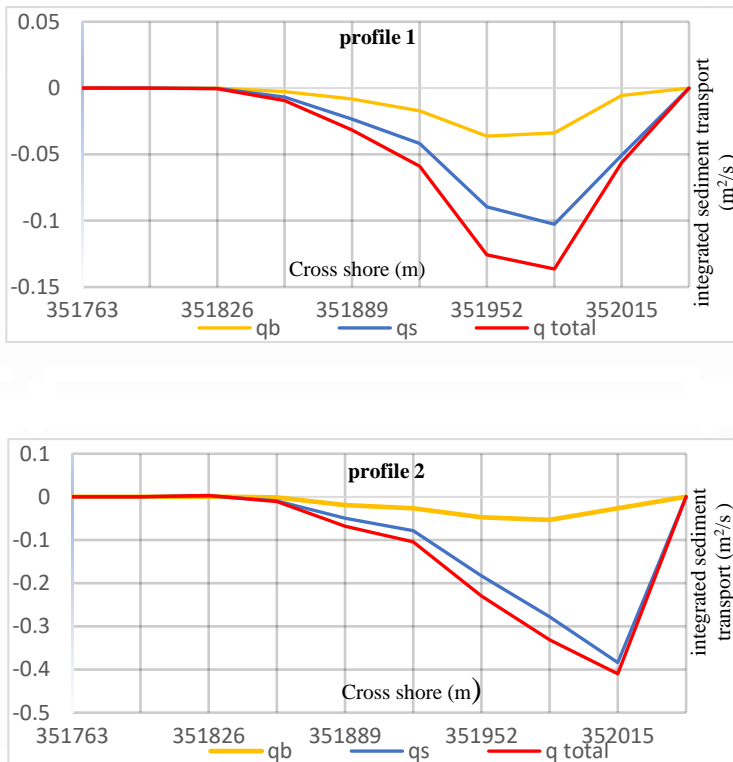 profile 1
0.05
0
-0.05
-0.1
-0.15
integrated sediment transport
(m²/s )
Cross shore (m)
351763 351826 351889 351952 352015
qb qs q total
profile 2
0.1
0
-0.1
-0.2
-0.3
-0.4
-0.5
integrated sediment
transport (m²/s )
Cross shore (m)
351763 351826 351889 351952 352015
qb qs q total